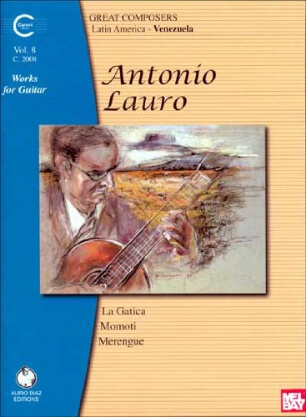 GREAT COMPOSERS
Latin America - Venezuela
Vol. 8
C. 2008
Works
for Guitar
Antonio
Lauro
La Gatica
Momoti
Merengue
ALIRIO DIAZ
EDITIONS
MEL
BAY